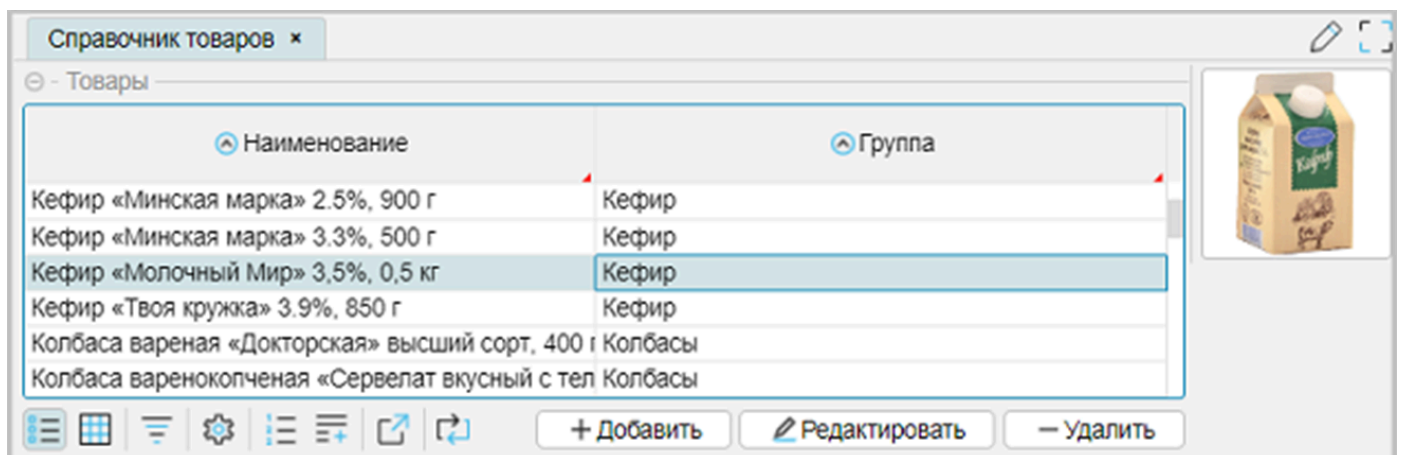 Справочник товаров ×
Товары
Наименование Группа
Кефир «Минская марка» 2.5%, 900 г Кефир
Кефир «Минская марка» 3.3%, 500 г Кефир
Кефир «Молочный Мир» 3,5%, 0,5 кг Кефир
Кефир «Твоя кружка» 3.9%, 850 г Кефир
Колбаса вареная «Докторская» высший сорт, 400 г Колбасы
Колбаса варенокопченая «Сервелат вкусный с тел Колбасы
+ Добавить Редактировать — Удалить
Кефир